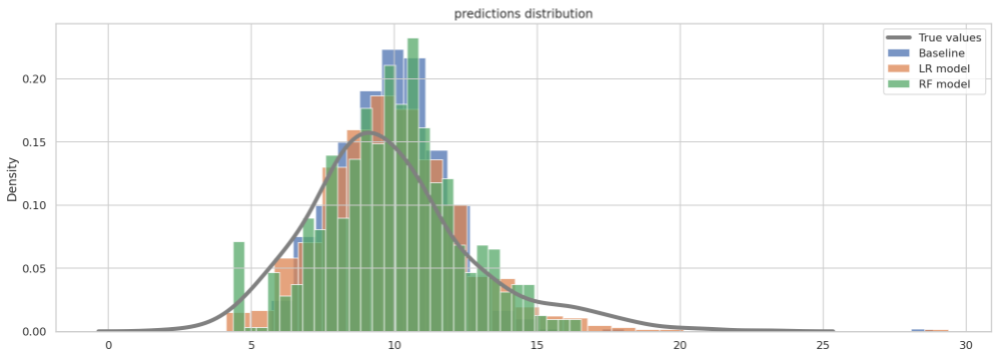 predictions distribution
True values
Baseline
LR model
RF model
Density
0.20
0.15
0.10
0.05
0.00
0 5 10 15 20 25 30